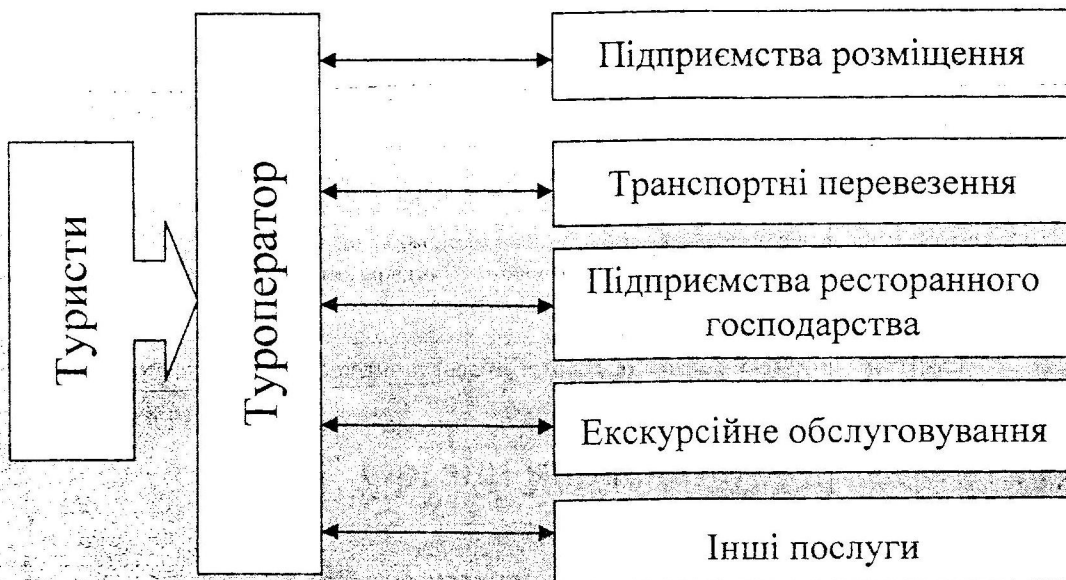 Туристи
Туроператор
Підприємства розміщення
Транспортні перевезення
Підприємства ресторанного
господарства
Екскурсійне обслуговування
Інші послуги